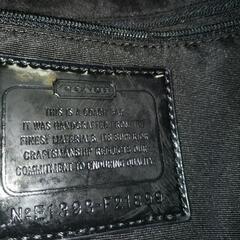 COACH
THIS IS A COACH BAG.
IT WAS HANDCRAFTED FROM THE
FINEST MATERIALS. ITS SUPERIOR
CRAFTSMANSHIP REFLECTS OUR
COMMITMENT TO ENDURING QUALITY.